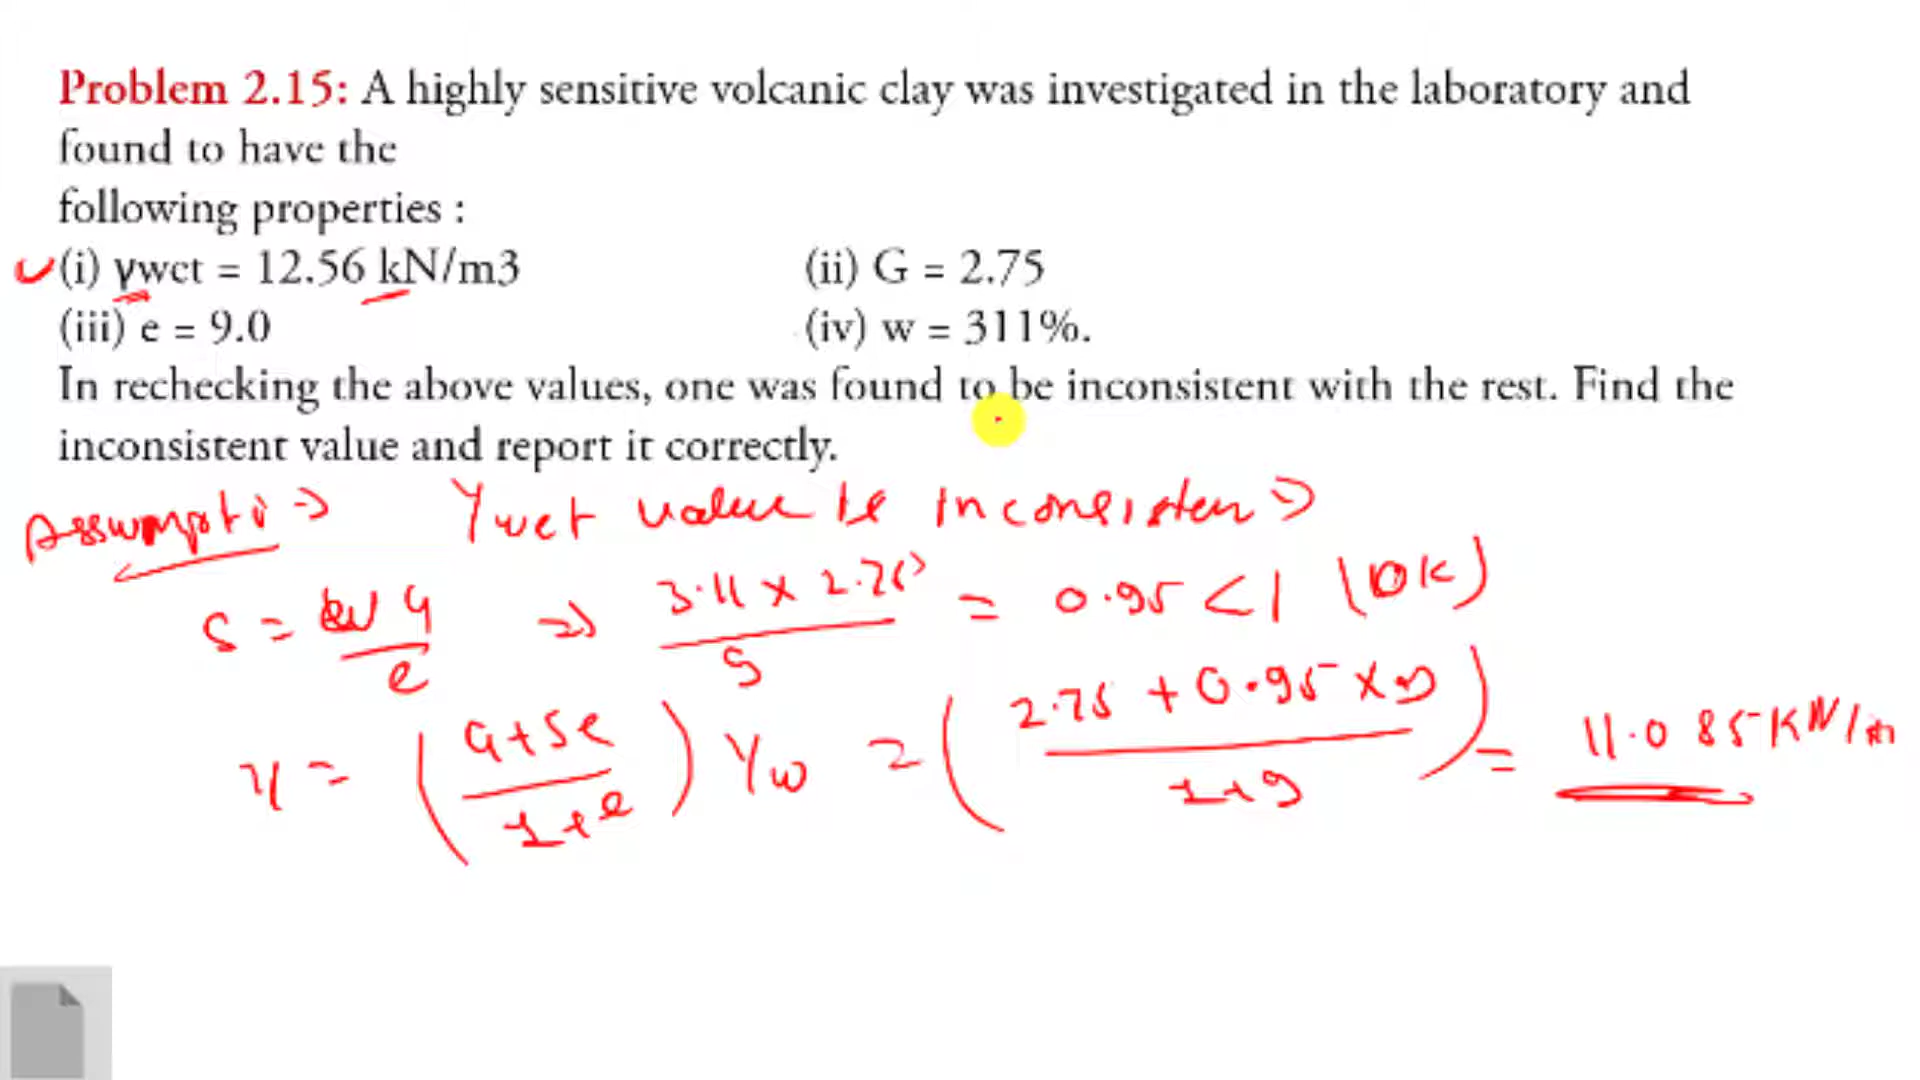 Problem 2.15: A highly sensitive volcanic clay was investigated in the laboratory and
found to have the
following properties :
(i) γwet = 12.56 kN/m3 (ii) G = 2.75
(iii) e = 9.0 (iv) w = 311%.
In rechecking the above values, one was found to be inconsistent with the rest. Find the
inconsistent value and report it correctly.
Assumpti → γwet value is inconsistent
S = wG/e ⇒ 3.11 × 2.75/9 = 0.95 < 1 (OK)
γ = (G+Se/1+e) γw = (2.75 + 0.95 × 9/1+9) = 11.085 kN/m